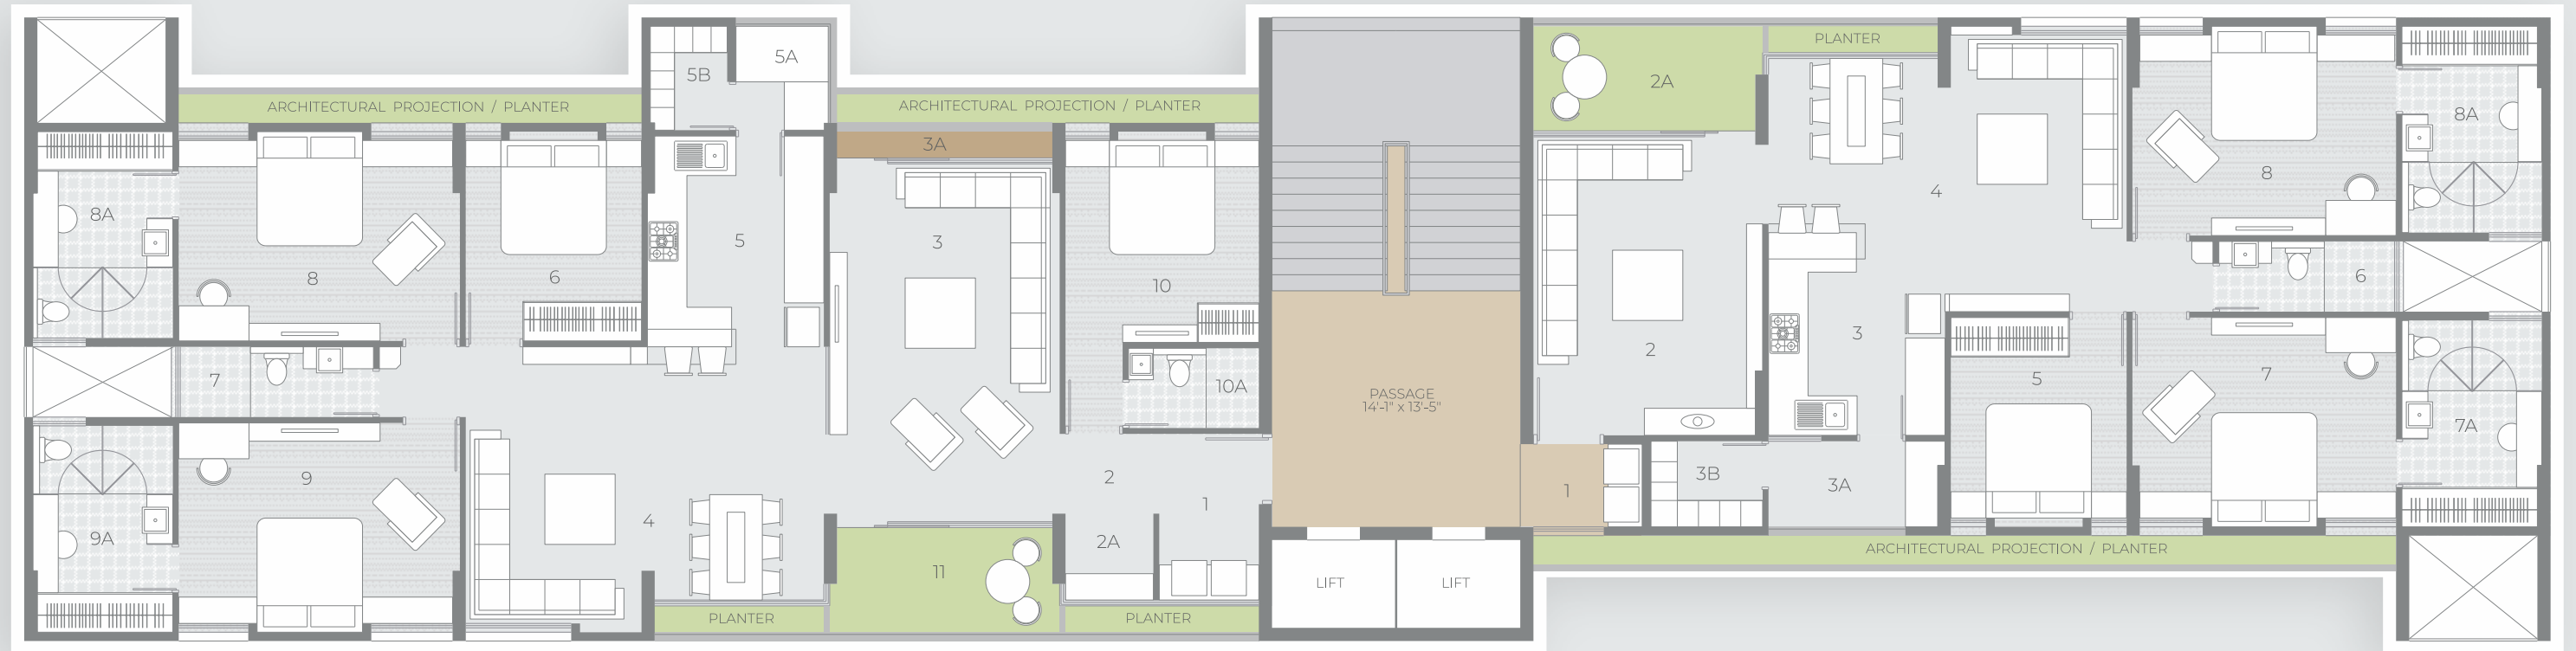 5A
5B
PLANTER
2A
ARCHITECTURAL PROJECTION / PLANTER
ARCHITECTURAL PROJECTION / PLANTER
8A
3A
8
4
8A
5
3
6
8
6
10
3
2
7
10A
5
7
PASSAGE
14'-1" x 13'-5"
7A
9
2
3B
3A
1
1
4
9A
2A
ARCHITECTURAL PROJECTION / PLANTER
11
LIFT
LIFT
PLANTER
PLANTER